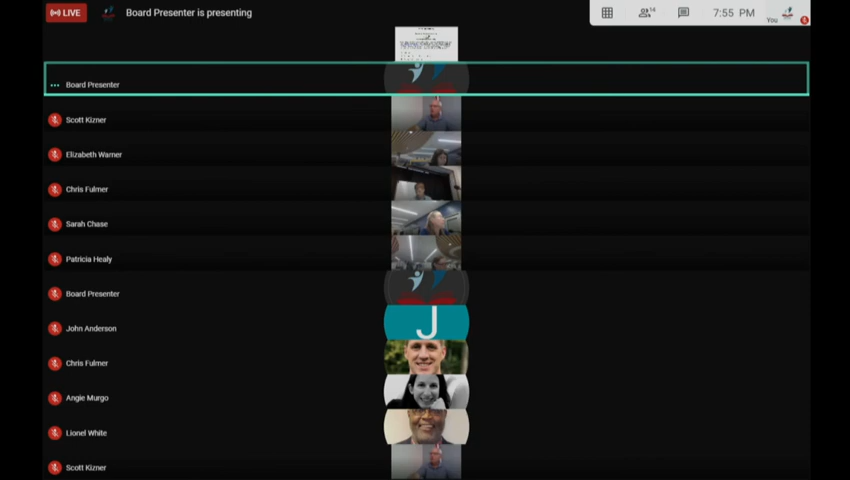 LIVE
Board Presenter is presenting
14
7:55 PM
You
Board Presenter
Scott Kizner
Elizabeth Warner
Chris Fulmer
Sarah Chase
Patricia Healy
Board Presenter
John Anderson
J
Chris Fulmer
Angie Murgo
Lionel White
Scott Kizner